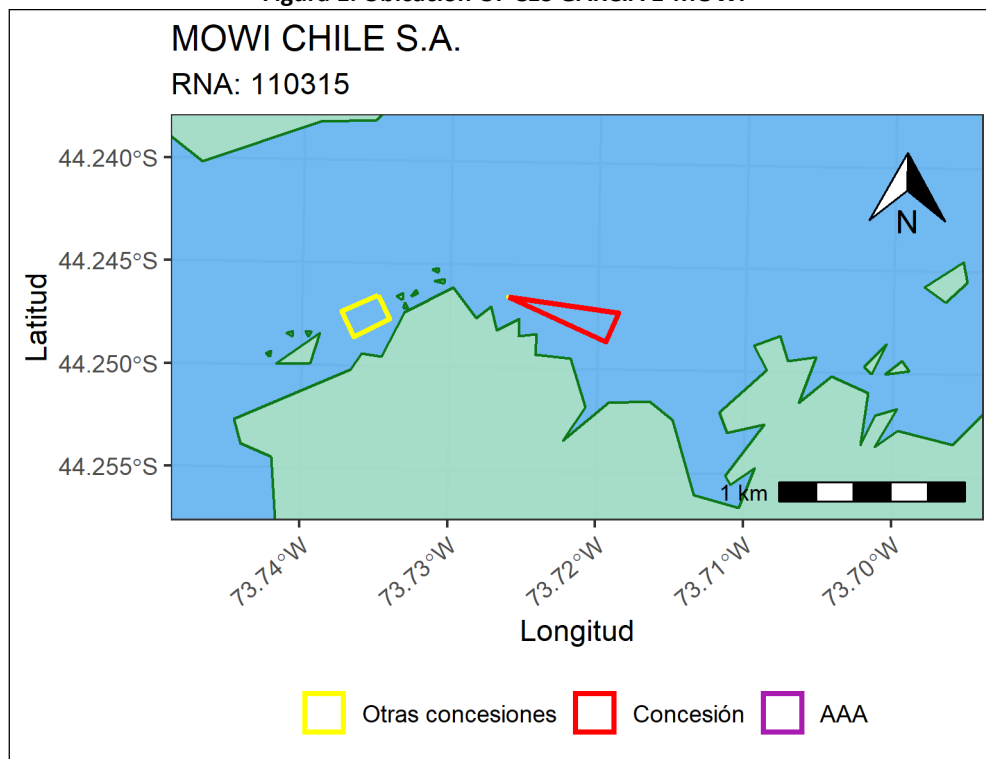 MOWI CHILE S.A.
RNA: 110315
44.240°S
44.245°S
44.250°S
44.255°S
Latitud
N
1 km
73.74°W
73.73°W
73.72°W
73.71°W
73.70°W
Longitud
Otras concesiones
Concesión
AAA